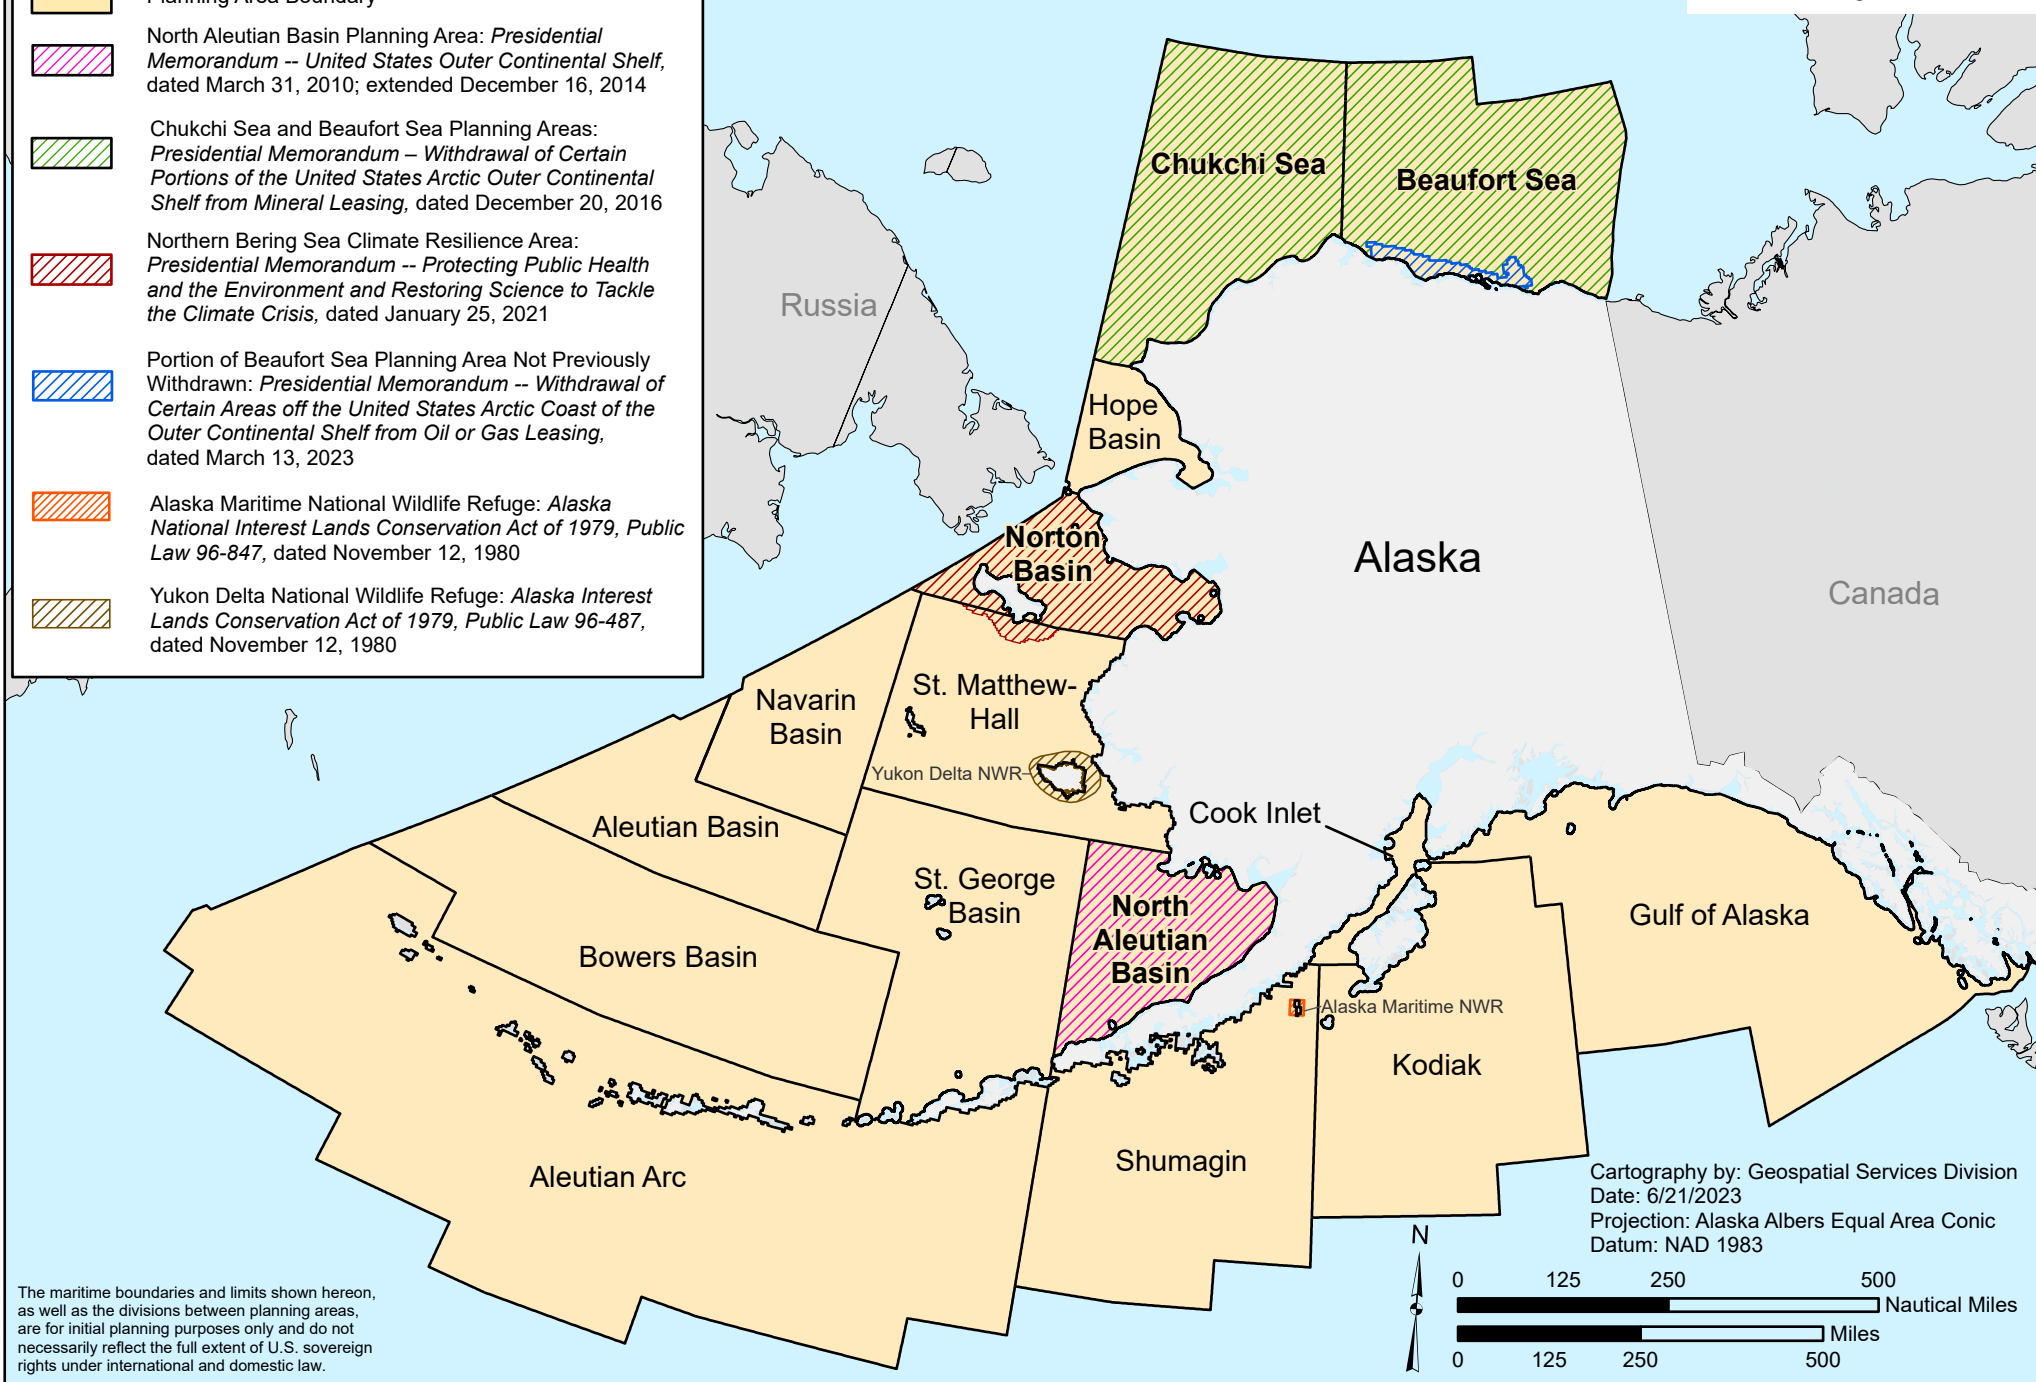 Planning Area Boundary
North Aleutian Basin Planning Area: Presidential
Memorandum -- United States Outer Continental Shelf,
dated March 31, 2010; extended December 16, 2014
Chukchi Sea and Beaufort Sea Planning Areas:
Presidential Memorandum – Withdrawal of Certain
Portions of the United States Arctic Outer Continental
Shelf from Mineral Leasing, dated December 20, 2016
Northern Bering Sea Climate Resilience Area:
Presidential Memorandum -- Protecting Public Health
and the Environment and Restoring Science to Tackle
the Climate Crisis, dated January 25, 2021
Portion of Beaufort Sea Planning Area Not Previously
Withdrawn: Presidential Memorandum -- Withdrawal of
Certain Areas off the United States Arctic Coast of the
Outer Continental Shelf from Oil or Gas Leasing,
dated March 13, 2023
Alaska Maritime National Wildlife Refuge: Alaska
National Interest Lands Conservation Act of 1979, Public
Law 96-847, dated November 12, 1980
Yukon Delta National Wildlife Refuge: Alaska Interest
Lands Conservation Act of 1979, Public Law 96-487,
dated November 12, 1980
Chukchi Sea
Beaufort Sea
Russia
Hope
Basin
Norton
Basin
Alaska
Canada
St. Matthew-
Hall
Navarin
Basin
Yukon Delta NWR
Cook Inlet
Aleutian Basin
St. George
Basin
North
Aleutian
Basin
Gulf of Alaska
Bowers Basin
Alaska Maritime NWR
Kodiak
Shumagin
Aleutian Arc
Cartography by: Geospatial Services Division
Date: 6/21/2023
Projection: Alaska Albers Equal Area Conic
Datum: NAD 1983
N
0 125 250 500
Nautical Miles
Miles
0 125 250 500
The maritime boundaries and limits shown hereon,
as well as the divisions between planning areas,
are for initial planning purposes only and do not
necessarily reflect the full extent of U.S. sovereign
rights under international and domestic law.